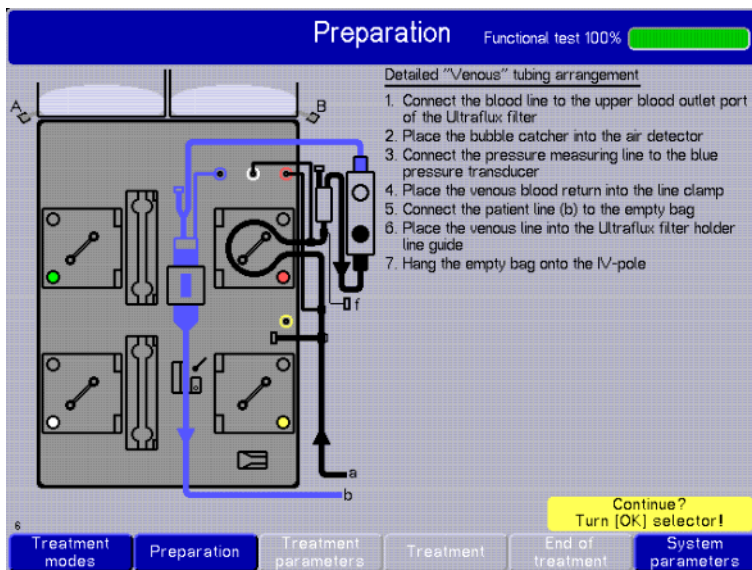 Preparation
Functional test 100%
Detailed "Venous" tubing arrangement
1. Connect the blood line to the upper blood outlet port
of the Ultraflux filter
2. Place the bubble catcher into the air detector
3. Connect the pressure measuring line to the blue
pressure transducer
4. Place the venous blood return into the line clamp
5. Connect the patient line (b) to the empty bag
6. Place the venous line into the Ultraflux filter holder
line guide
7. Hang the empty bag onto the IV-pole
A
B
f
a
b
Continue?
Turn [OK] selector!
6
Treatment
modes
Preparation
Treatment
parameters
Treatment
End of
treatment
System
parameters